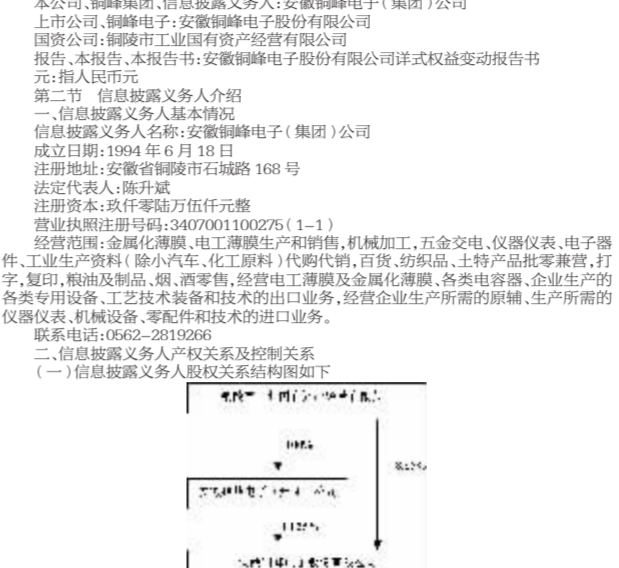 本公司、铜峰集团、信息披露义务人:安徽铜峰电子(集团)公司
上市公司、铜峰电子:安徽铜峰电子股份有限公司
国资公司:铜陵市工业国有资产经营有限公司
报告、本报告、本报告书:安徽铜峰电子股份有限公司详式权益变动报告书
元:指人民币元
第二节　信息披露义务人介绍
一、信息披露义务人基本情况
信息披露义务人名称:安徽铜峰电子(集团)公司
成立日期:1994 年 6 月 18 日
注册地址:安徽省铜陵市石城路 168 号
法定代表人:陈升斌
注册资本:玖仟零陆万伍仟元整
营业执照注册号码:3407001100275(1-1)
经营范围:金属化薄膜、电工薄膜生产和销售,机械加工,五金交电、仪器仪表、电子器
件、工业生产资料(除小汽车、化工原料)代购代销,百货、纺织品、土特产品批零兼营,打
字,复印,粮油及制品、烟、酒零售,经营电工薄膜及金属化薄膜、各类电容器、企业生产的
各类专用设备、工艺技术装备和技术的出口业务,经营企业生产所需的原辅、生产所需的
仪器仪表、机械设备、零配件和技术的进口业务。
联系电话:0562-2819266
二、信息披露义务人产权关系及控制关系
(一)信息披露义务人股权关系结构图如下